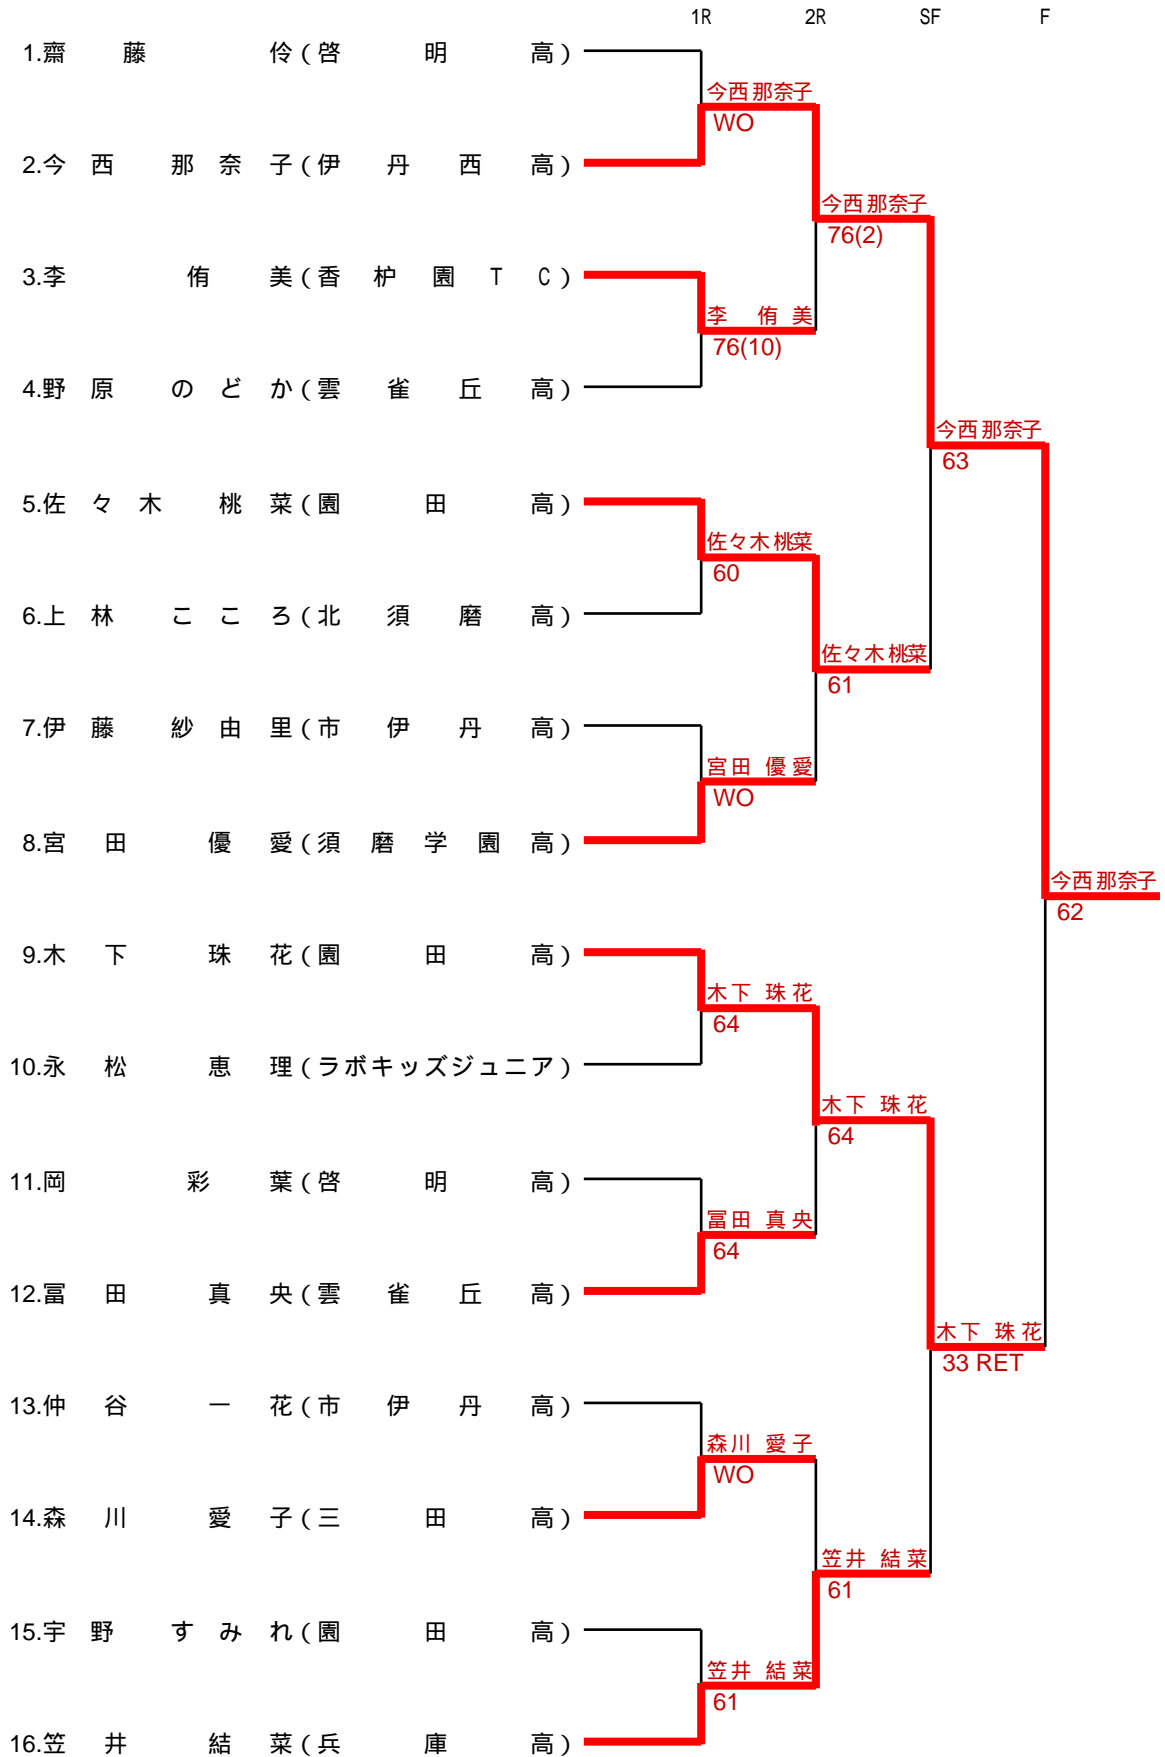 1R 2R SF F
1.齋藤 伶(啓明高)
今西 那奈子
WO
2.今西 那奈子(伊丹西高)
今西 那奈子
76(2)
3.李 侑美(香枦園TC)
李 侑美
76(10)
4.野原 のどか(雲雀丘高)
今西 那奈子
63
5.佐々木 桃菜(園田高)
佐々木 桃菜
60
6.上林 こころ(北須磨高)
佐々木 桃菜
61
7.伊藤 紗由里(市伊丹高)
宮田 優愛
WO
8.宮田 優愛(須磨学園高)
今西 那奈子
62
9.木下 珠花(園田高)
木下 珠花
64
10.永松 恵理(ラボキッズジュニア)
木下 珠花
64
11.岡 彩葉(啓明高)
冨田 真央
64
12.冨田 真央(雲雀丘高)
木下 珠花
33 RET
13.仲谷 一花(市伊丹高)
森川 愛子
WO
14.森川 愛子(三田高)
笠井 結菜
61
15.宇野 すみれ(園田高)
笠井 結菜
61
16.笠井 結菜(兵庫高)